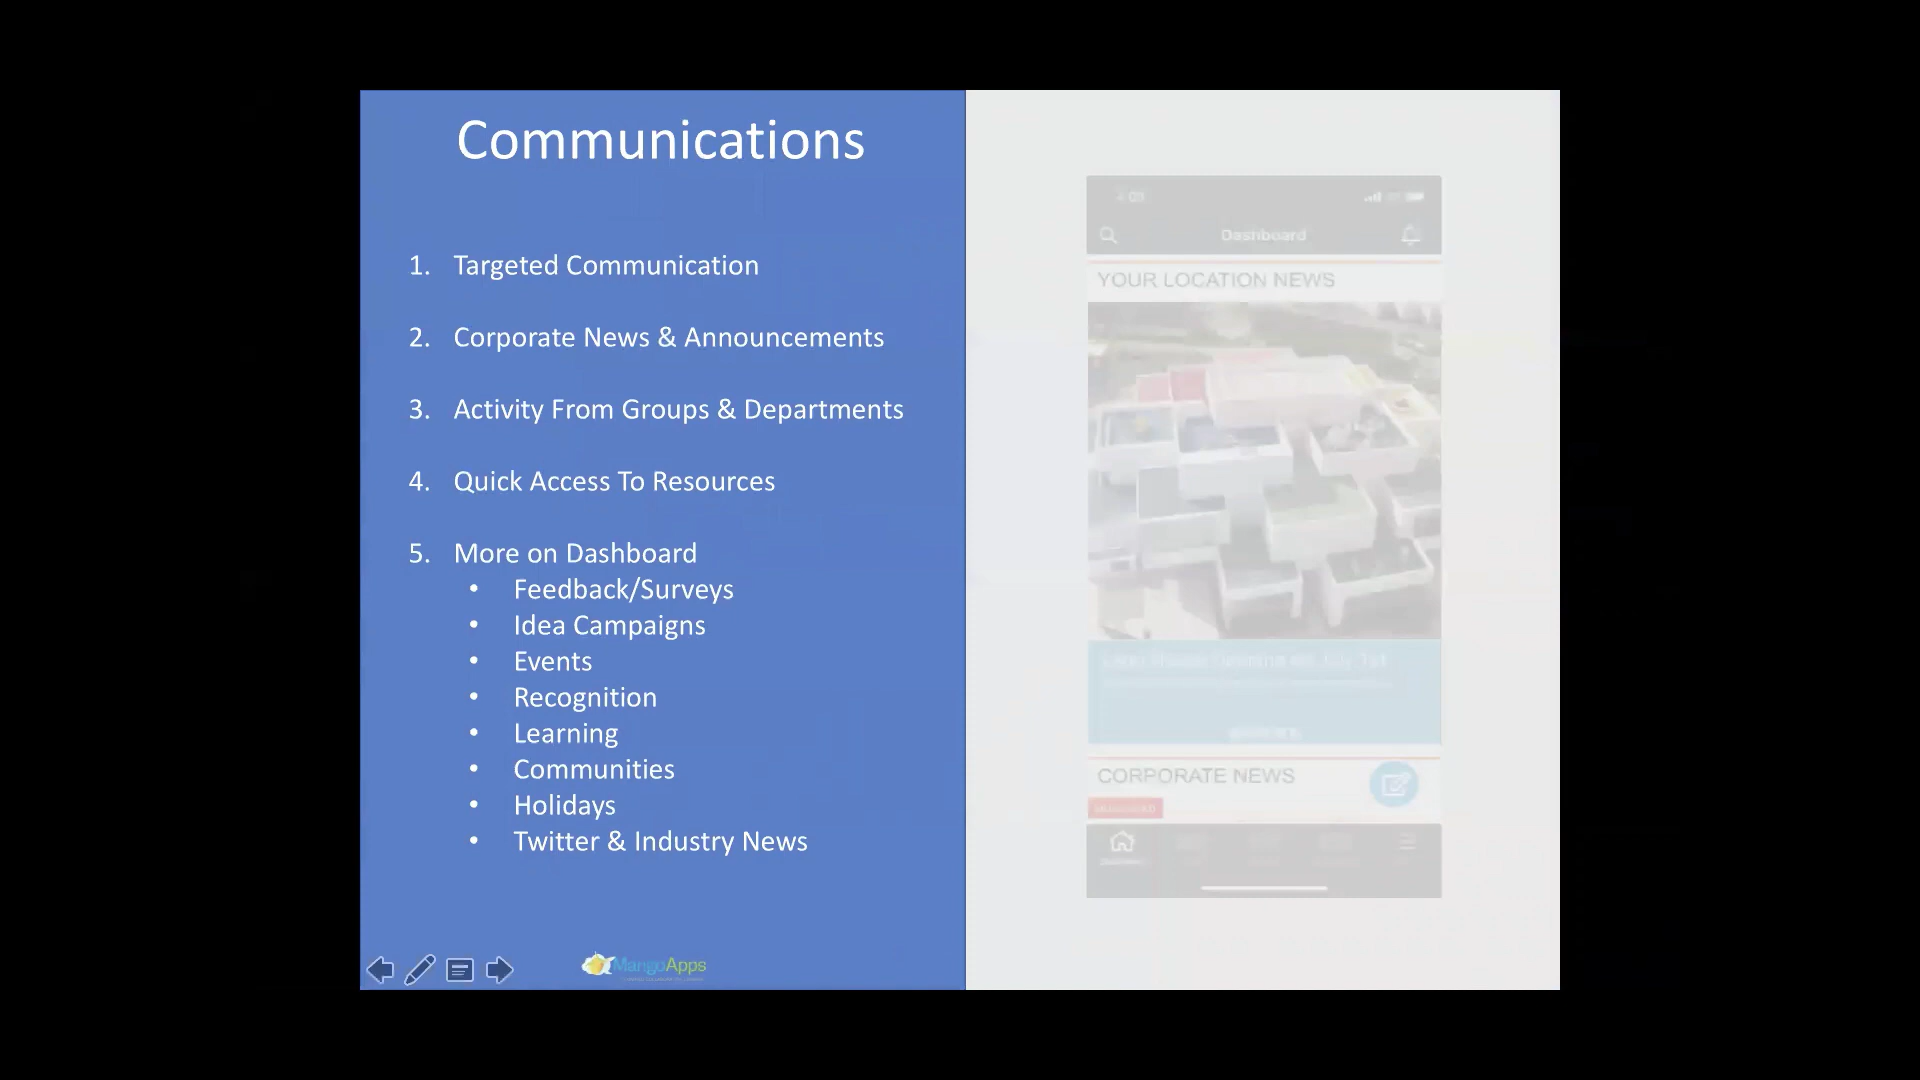 Communications
1. Targeted Communication
2. Corporate News & Announcements
3. Activity From Groups & Departments
4. Quick Access To Resources
5. More on Dashboard
• Feedback/Surveys
• Idea Campaigns
• Events
• Recognition
• Learning
• Communities
• Holidays
• Twitter & Industry News
MangoApps
Dashboard
YOUR LOCATION NEWS
CORPORATE NEWS